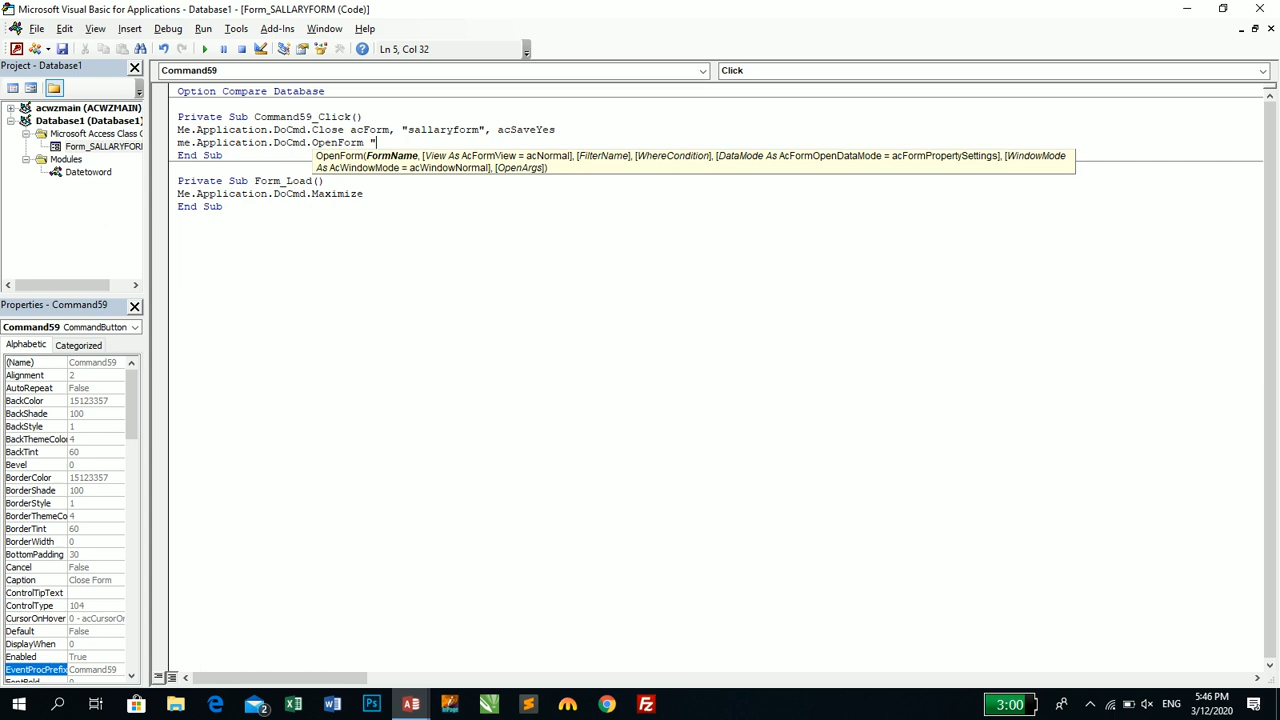 Microsoft Visual Basic for Applications - Database1 - [Form_SALLARYFORM (Code)]
File Edit View Insert Debug Run Tools Add-Ins Window Help
Ln 5, Col 32
Project - Database1
Command59 Click
acwzmain (ACWZMAIN)
Database1 (Database1)
Microsoft Access Class O
Form_SALLARYFORM
Modules
Datetoword
Option Compare Database
Private Sub Command59_Click()
Me.Application.DoCmd.Close acForm, "sallaryform", acSaveYes
me.Application.DoCmd.OpenForm "
End Sub
OpenForm(FormName, [View As AcFormView = acNormal], [FilterName], [WhereCondition], [DataMode As AcFormOpenDataMode = acFormPropertySettings], [WindowMode
As AcWindowMode = acWindowNormal], [OpenArgs])
Private Sub Form_Load()
Me.Application.DoCmd.Maximize
End Sub
Properties - Command59
Command59 CommandButton
Alphabetic Categorized
(Name) Command59
Alignment 2
AutoRepeat False
BackColor 15123357
BackShade 100
BackStyle 1
BackThemeColo 4
BackTint 60
Bevel 0
BorderColor 15123357
BorderShade 100
BorderStyle 1
BorderThemeCo 4
BorderTint 60
BorderWidth 0
BottomPadding 30
Cancel False
Caption Close Form
ControlTipText
ControlType 104
CursorOnHover 0 - acCursorOn
Default False
DisplayWhen 0
Enabled True
EventProcPrefix Command59
2
Ps
3:00
ENG
5:46 PM
3/12/2020